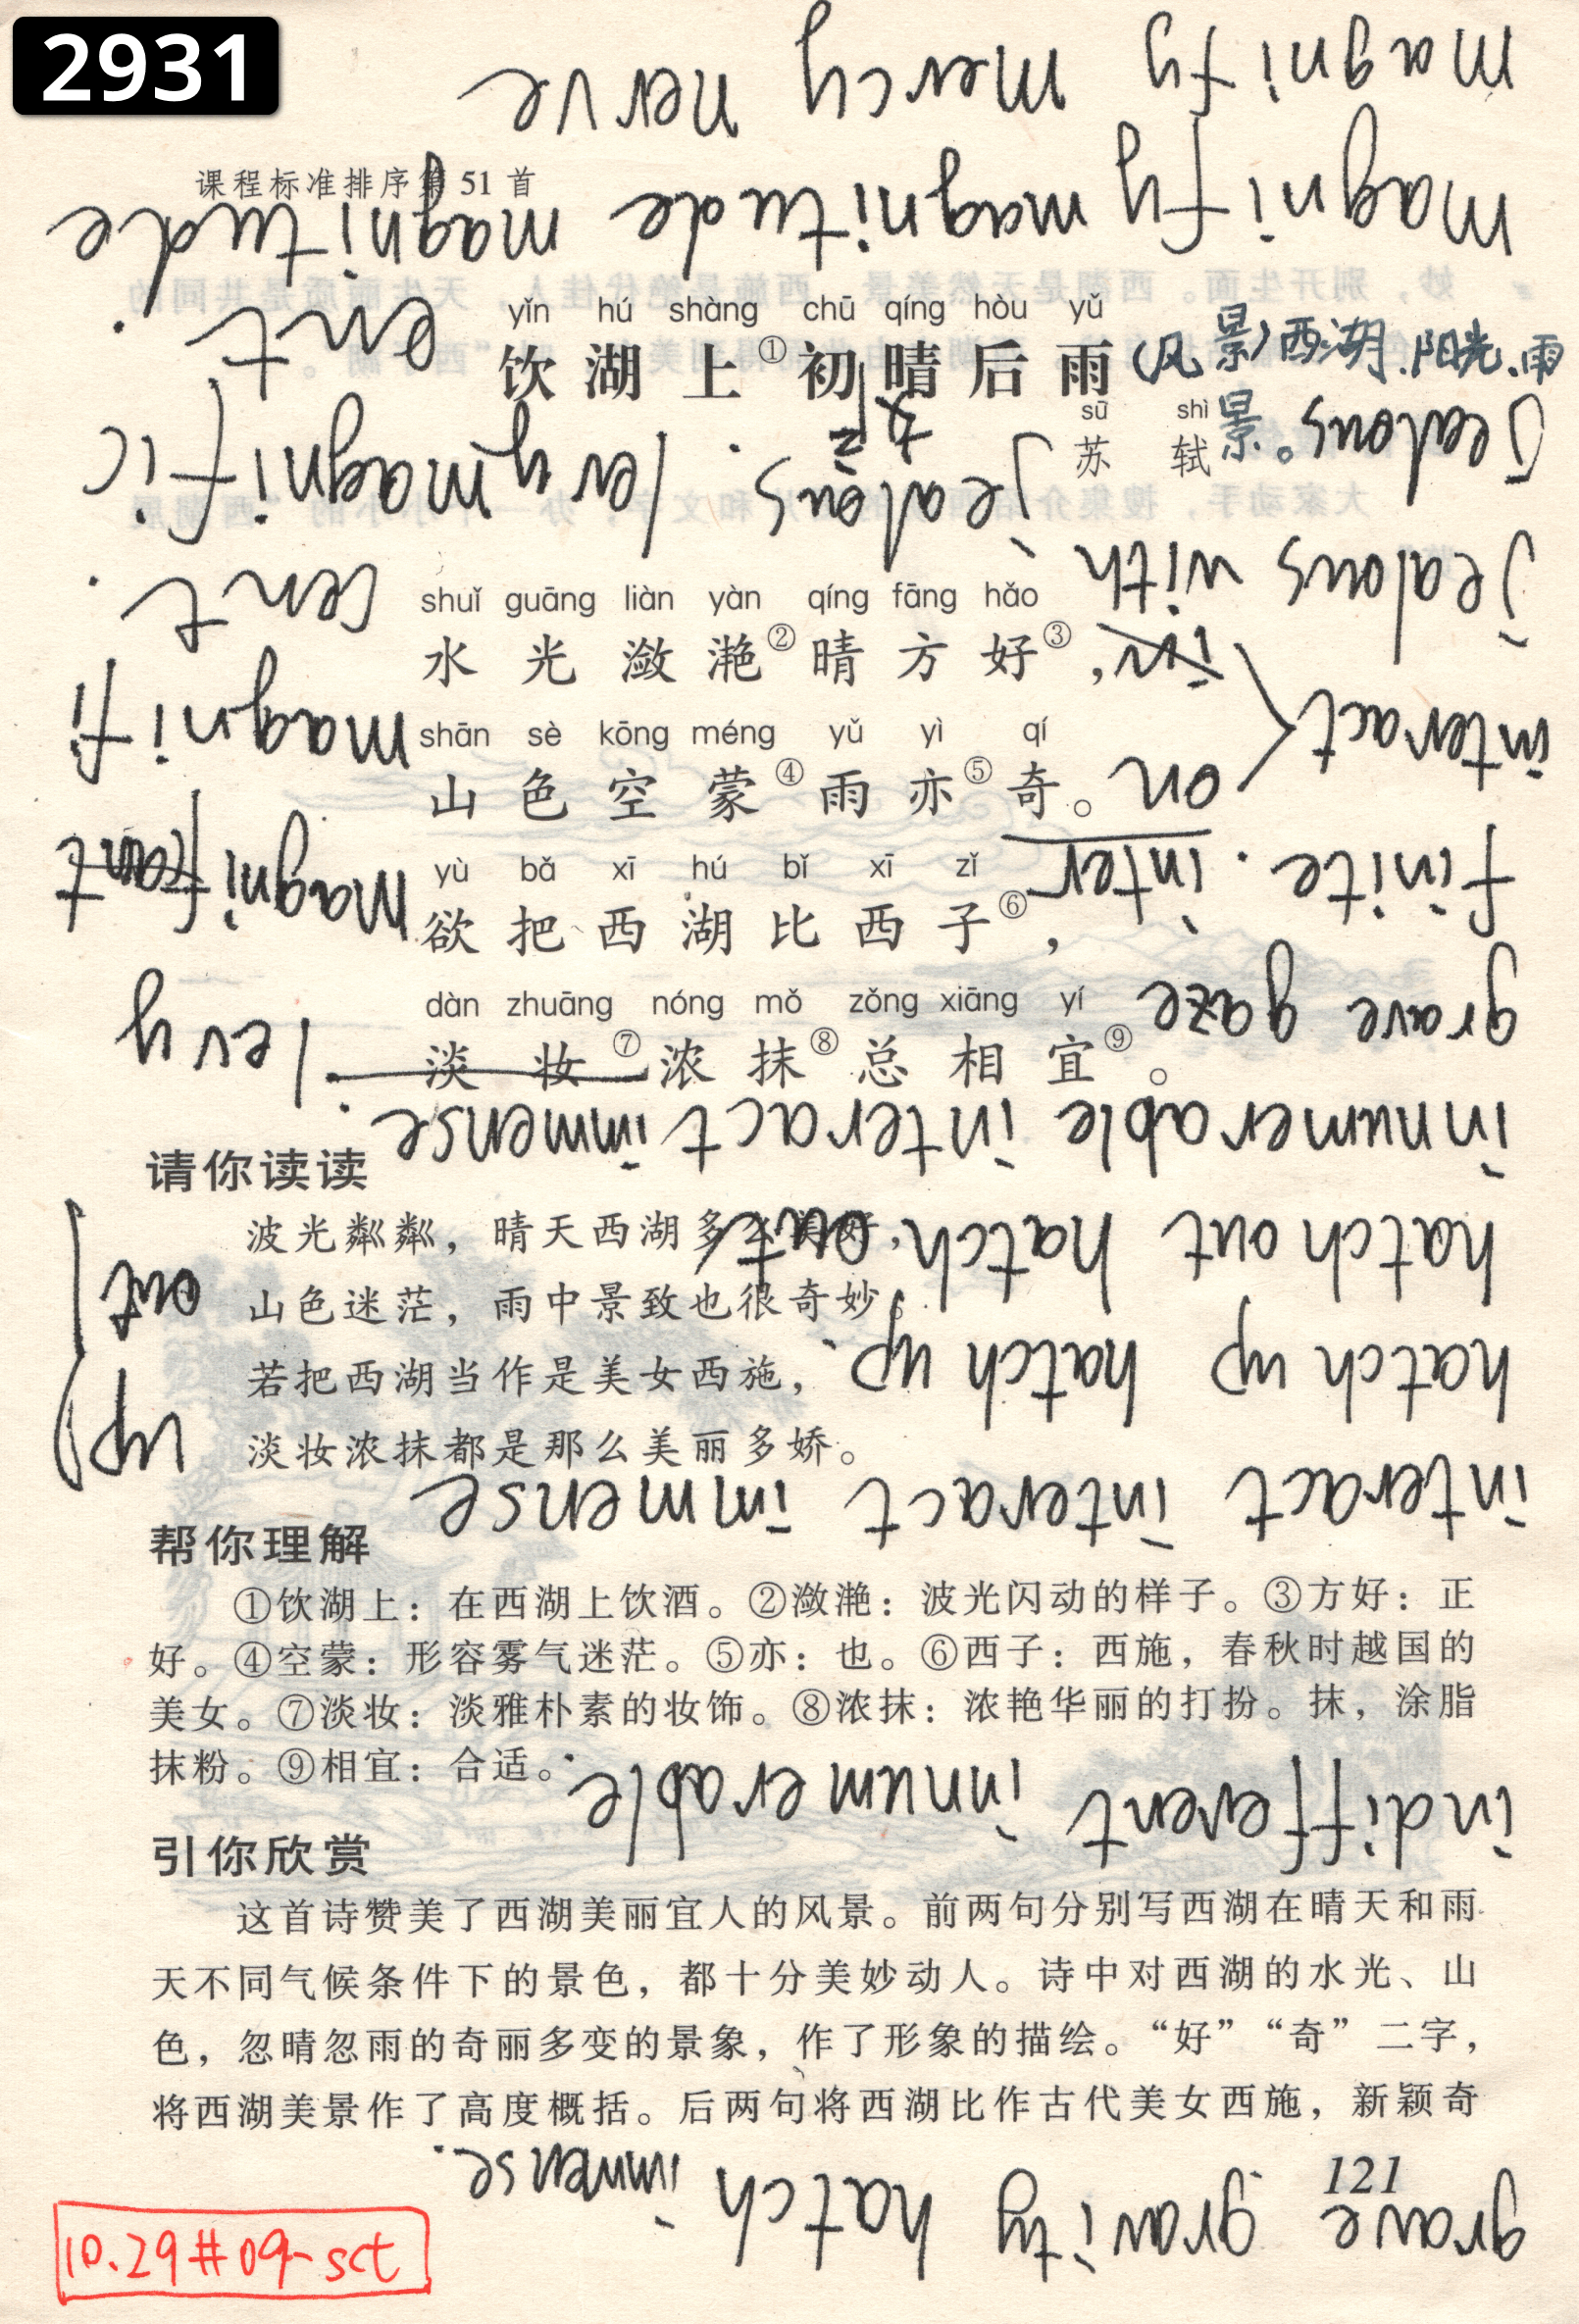 2931
课程标准排序第 51 首
yǐn hú shàng chū qíng hòu yǔ
饮湖上①初晴后雨
(风景)西湖.阳光、雨景。
sū shì
苏轼
shuǐ guāng liàn yàn qíng fāng hǎo
水光潋滟②晴方好③,
shān sè kōng méng yǔ yì qí
山色空蒙④雨亦⑤奇。
yù bǎ xī hú bǐ xī zǐ
欲把西湖比西子⑥,
dàn zhuāng nóng mǒ zǒng xiāng yí
淡妆⑦浓抹⑧总相宜⑨。
请你读读
波光粼粼,晴天西湖多么美好,
山色迷茫,雨中景致也很奇妙。
若把西湖当作是美女西施,
淡妆浓抹都是那么美丽多娇。
帮你理解
①饮湖上:在西湖上饮酒。②潋滟:波光闪动的样子。③方好:正
好。④空蒙:形容雾气迷茫。⑤亦:也。⑥西子:西施,春秋时越国的
美女。⑦淡妆:淡雅朴素的妆饰。⑧浓抹:浓艳华丽的打扮。抹,涂脂
抹粉。⑨相宜:合适。
引你欣赏
这首诗赞美了西湖美丽宜人的风景。前两句分别写西湖在晴天和雨
天不同气候条件下的景色,都十分美妙动人。诗中对西湖的水光、山
色,忽晴忽雨的奇丽多变的景象,作了形象的描绘。“好”“奇”二字,
将西湖美景作了高度概括。后两句将西湖比作古代美女西施,新颖奇
121
10.29#09-sct
grave gravity hatch immense.
indifferent innumerable
interact interact immense
hatch up hatch up. up
hatch out hatch out out
innumerable interact immense.
grave gaze levy
finite. inter
interact on in
magnifi
jealous with cent.
Jealous jealous. levy magnific
ent.
magnify magnitude magnitude
magnify mercy nerve